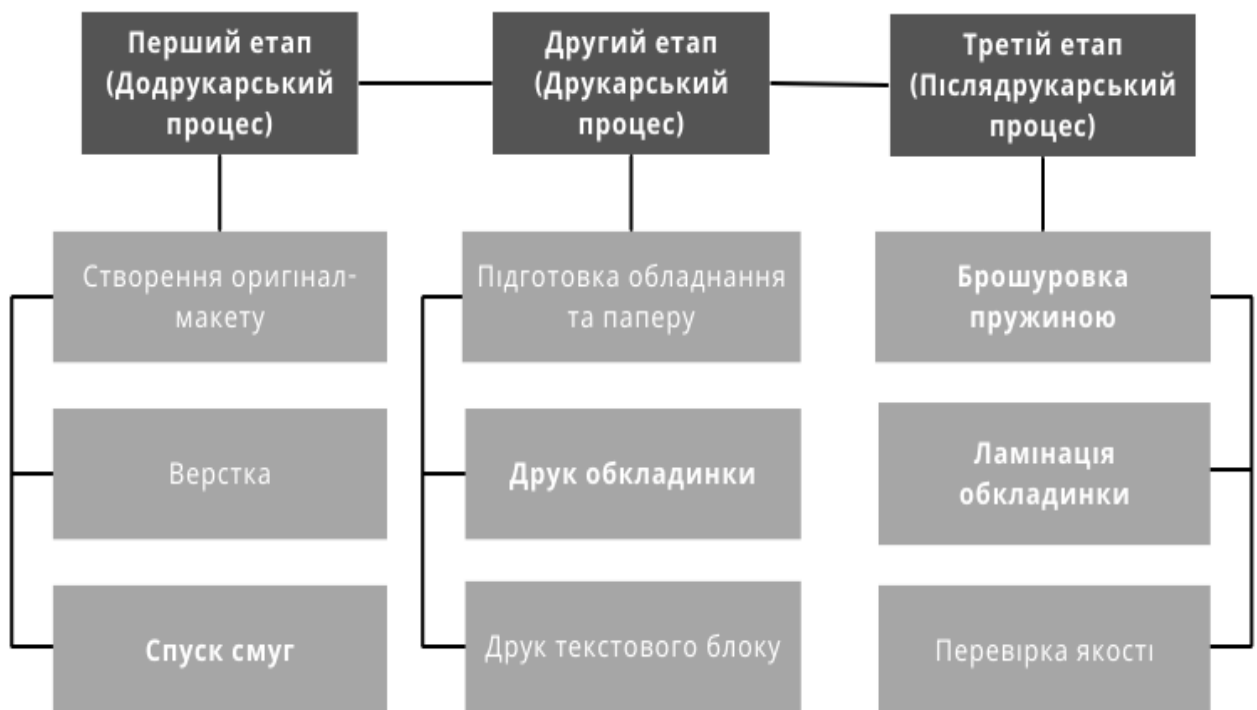 Перший етап
(Додрукарський
процес)
Другий етап
(Друкарський
процес)
Третій етап
(Післядрукарський
процес)
Створення оригінал-
макету
Підготовка обладнання
та паперу
Брошуровка
пружиною
Верстка
Друк обкладинки
Ламінація
обкладинки
Спуск смуг
Друк текстового блоку
Перевірка якості